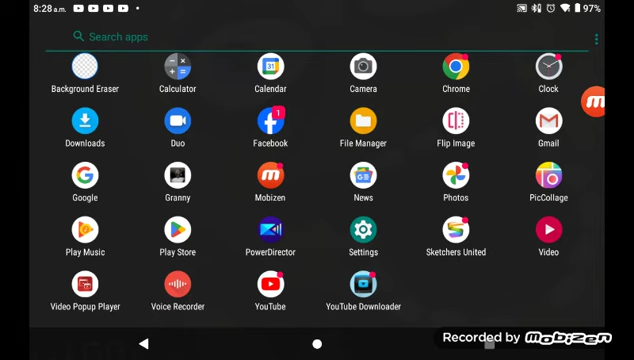 8:28 a.m.
97%
Search apps
Background Eraser
Calculator
31
Calendar
Camera
Chrome
Clock
Downloads
Duo
1
Facebook
File Manager
Flip Image
Gmail
Google
Granny
Mobizen
News
Photos
PicCollage
Play Music
Play Store
PowerDirector
Settings
Sketchers United
Video
Video Popup Player
Voice Recorder
YouTube
YouTube Downloader
Recorded by Mobizen